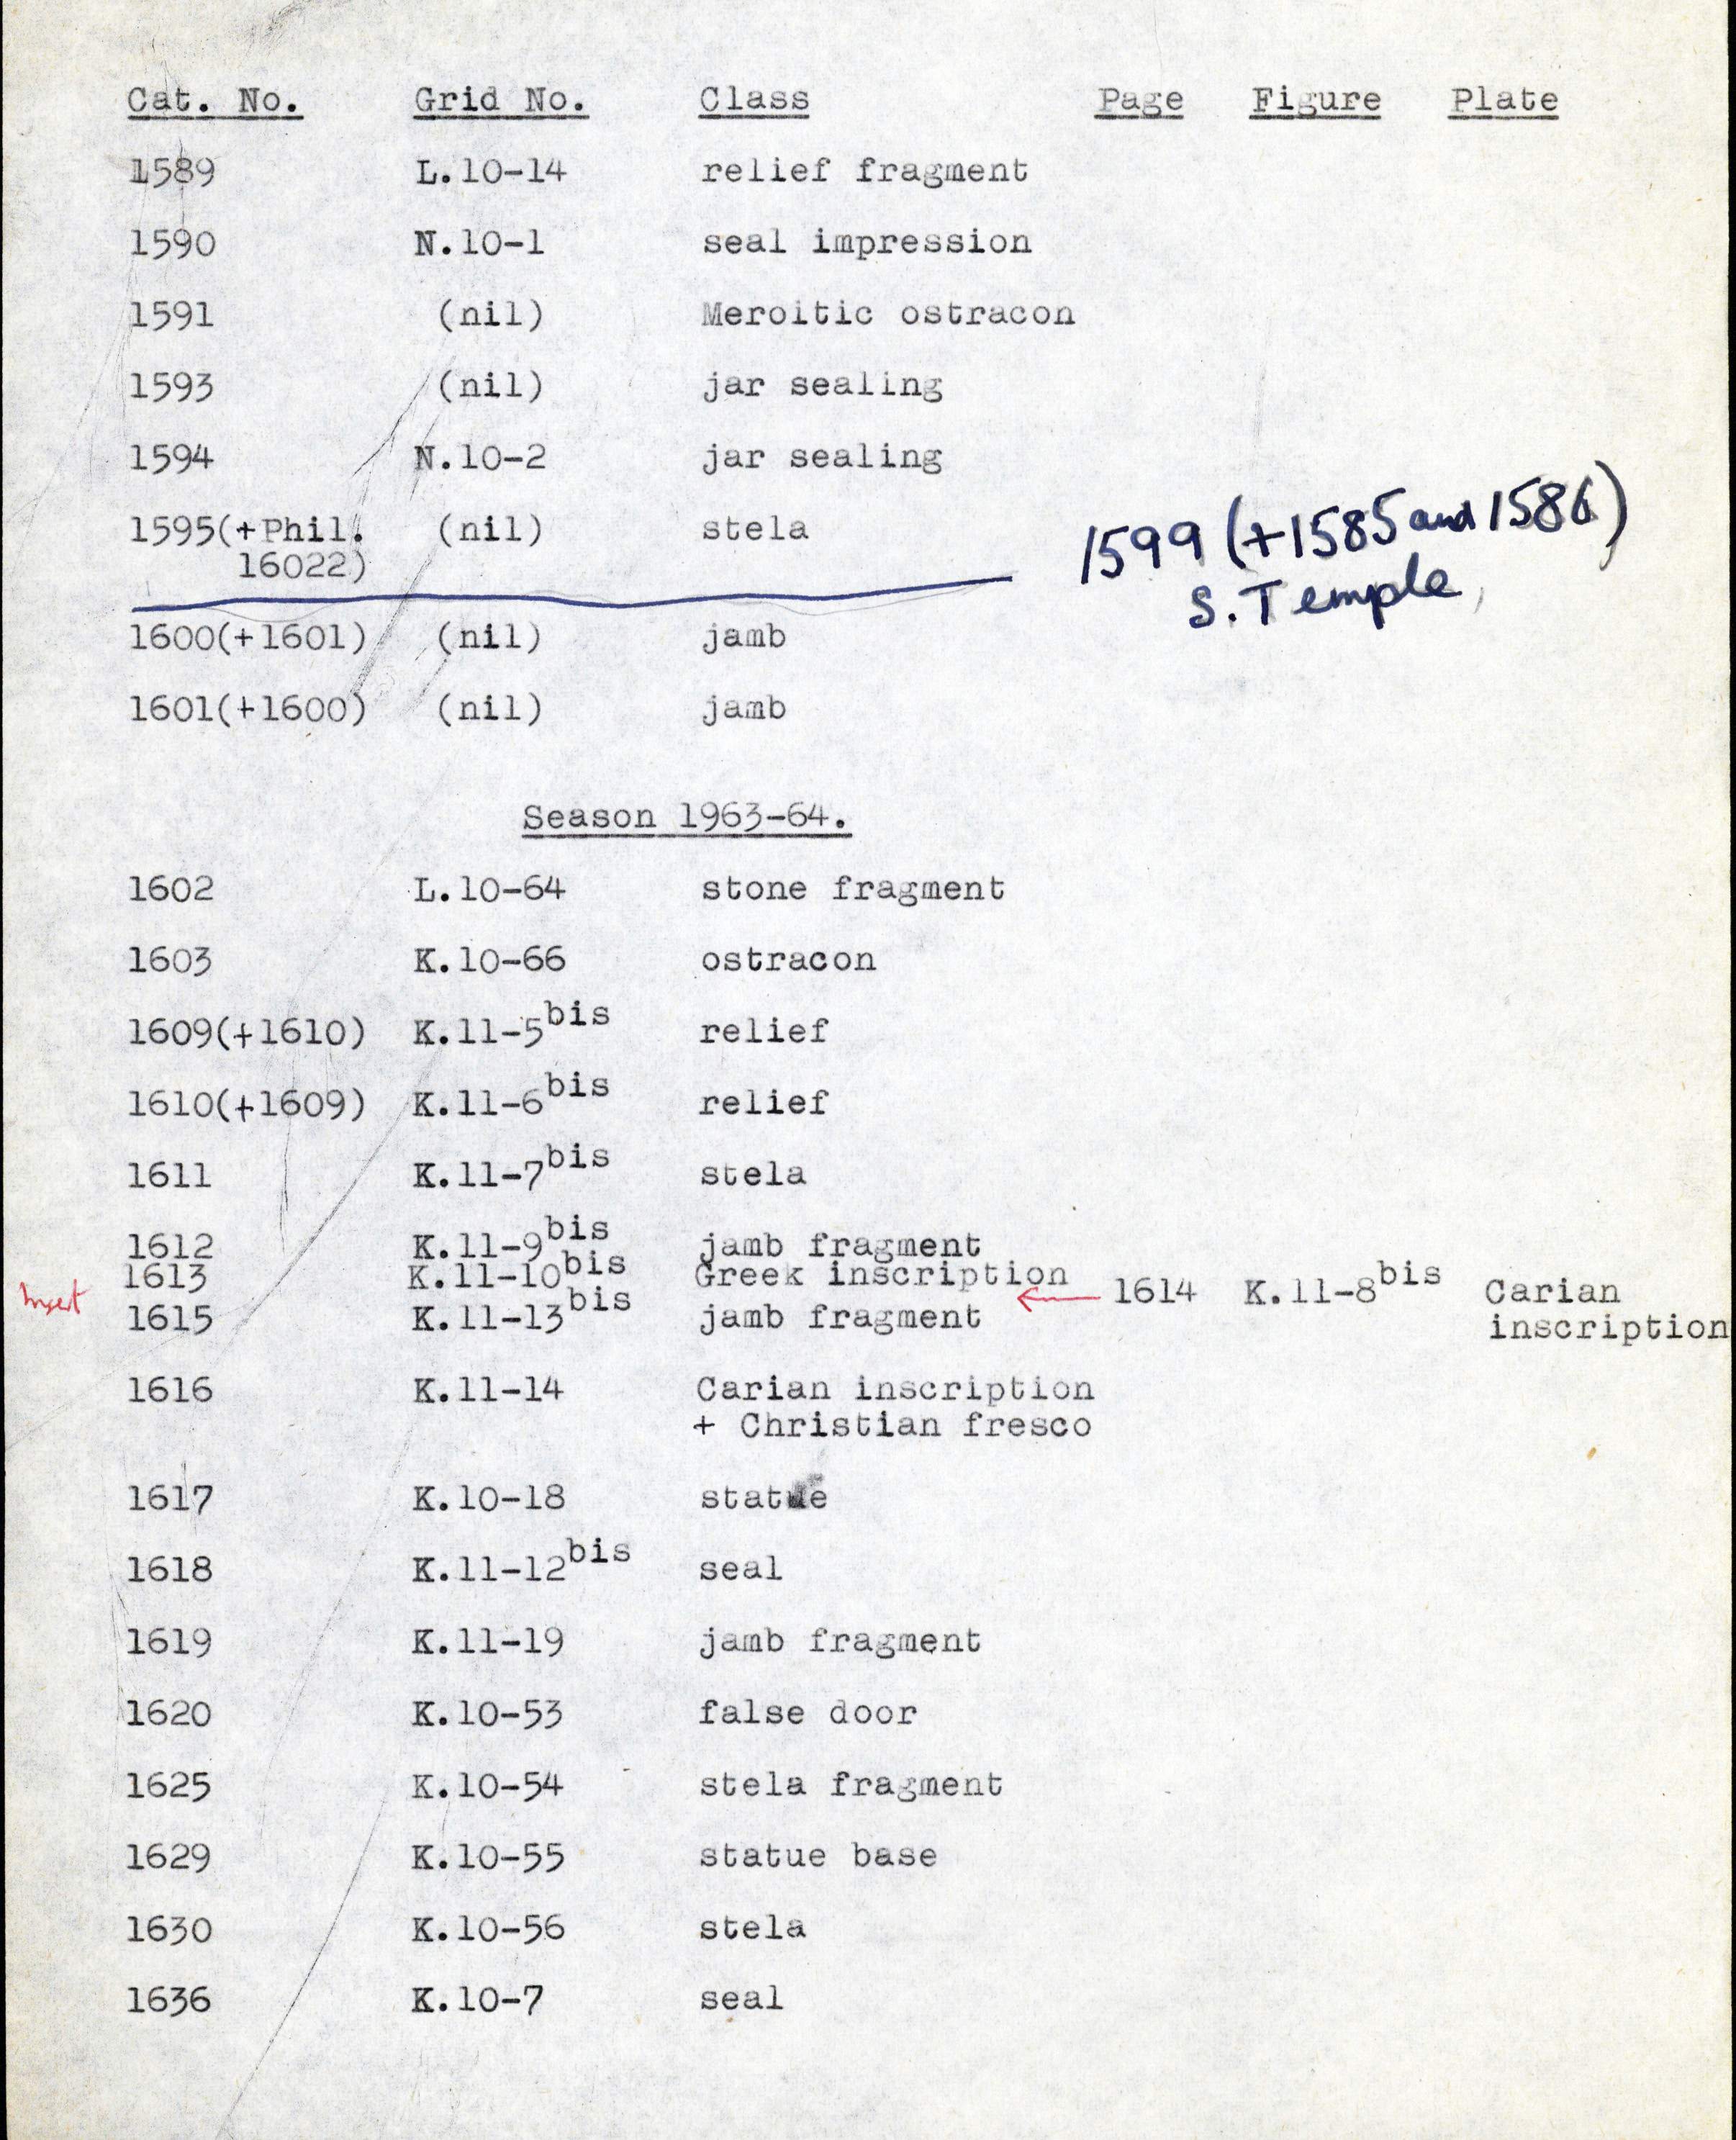 Cat. No. Grid No. Class Page Figure Plate
1589 L.10-14 relief fragment
1590 N.10-1 seal impression
1591 (nil) Meroitic ostracon
1593 (nil) jar sealing
1594 N.10-2 jar sealing
1595(+Phil. (nil) stela
16022)
1599 (+1585 and 1586)
S. Temple
1600(+1601) (nil) jamb
1601(+1600) (nil) jamb
Season 1963-64.
1602 L.10-64 stone fragment
1603 K.10-66 ostracon
1609(+1610) K.11-5bis relief
1610(+1609) K.11-6bis relief
1611 K.11-7bis stela
1612 K.11-9bis jamb fragment
1613 K.11-10bis Greek inscription
Insert ← 1614 K.11-8bis Carian
inscription
1615 K.11-13bis jamb fragment
1616 K.11-14 Carian inscription
+ Christian fresco
1617 K.10-18 statue
1618 K.11-12bis seal
1619 K.11-19 jamb fragment
1620 K.10-53 false door
1625 K.10-54 stela fragment
1629 K.10-55 statue base
1630 K.10-56 stela
1636 K.10-7 seal